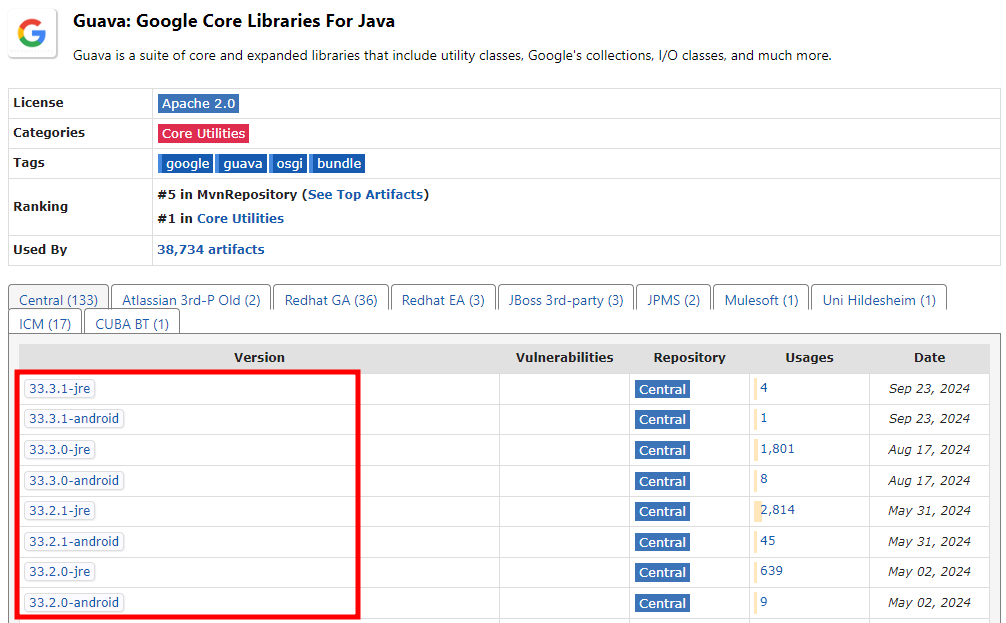 Guava: Google Core Libraries For Java
Guava is a suite of core and expanded libraries that include utility classes, Google's collections, I/O classes, and much more.
License Apache 2.0
Categories Core Utilities
Tags google guava osgi bundle
Ranking #5 in MvnRepository (See Top Artifacts)
#1 in Core Utilities
Used By 38,734 artifacts
Central (133) Atlassian 3rd-P Old (2) Redhat GA (36) Redhat EA (3) JBoss 3rd-party (3) JPMS (2) Mulesoft (1) Uni Hildesheim (1)
ICM (17) CUBA BT (1)
Version Vulnerabilities Repository Usages Date
33.3.1-jre Central 4 Sep 23, 2024
33.3.1-android Central 1 Sep 23, 2024
33.3.0-jre Central 1,801 Aug 17, 2024
33.3.0-android Central 8 Aug 17, 2024
33.2.1-jre Central 2,814 May 31, 2024
33.2.1-android Central 45 May 31, 2024
33.2.0-jre Central 639 May 02, 2024
33.2.0-android Central 9 May 02, 2024